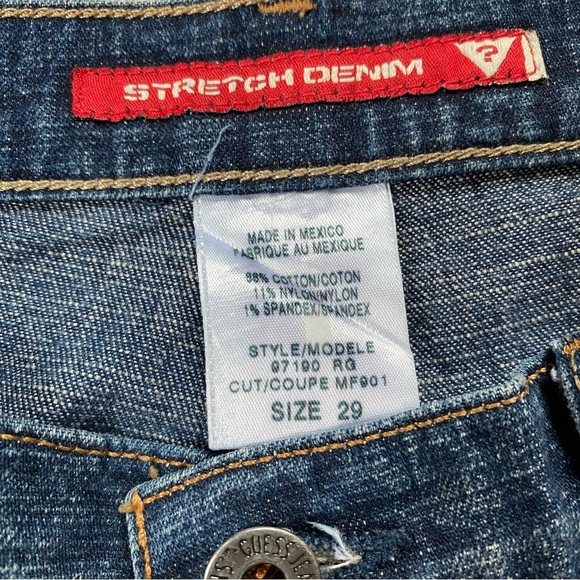 STRETCH DENIM ?
MADE IN MEXICO
FABRIQUE AU MEXIQUE
88% COTTON/COTON
11% NYLON/NYLON
1% SPANDEX/SPANDEX
STYLE/MODELE
97190 RG
CUT/COUPE MF901
SIZE 29
GUESS